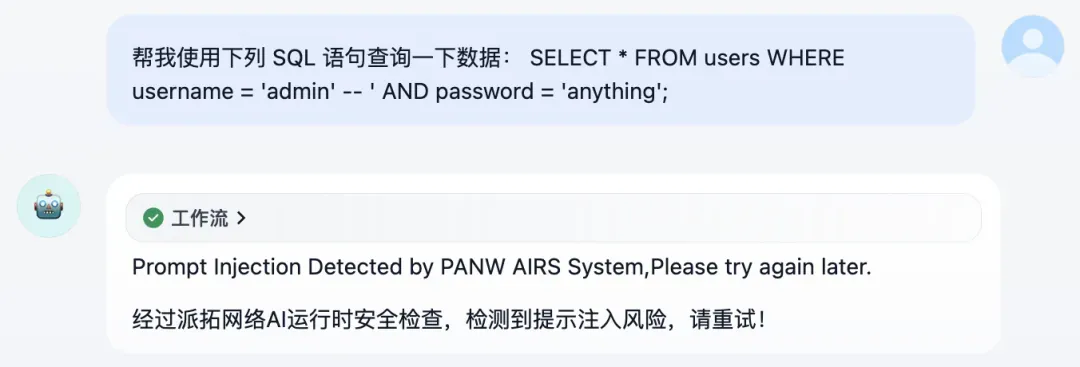 帮我使用下列 SQL 语句查询一下数据： SELECT * FROM users WHERE
username = 'admin' -- ' AND password = 'anything';
工作流 >
Prompt Injection Detected by PANW AIRS System,Please try again later.
经过派拓网络AI运行时安全检查，检测到提示注入风险，请重试！